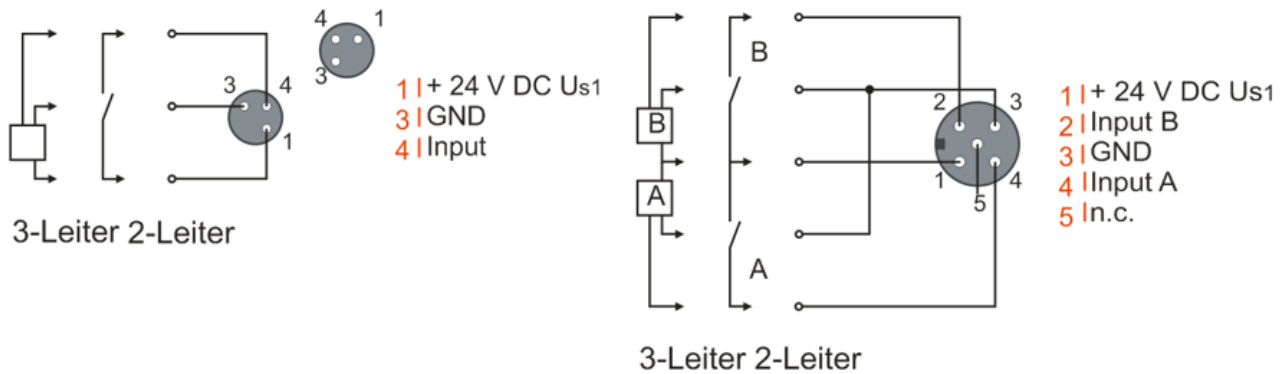 4 1
3
3 4
1
1 | + 24 V DC Us1
3 | GND
4 | Input
3-Leiter 2-Leiter
B
B
A
A
2 3
1 4
5
1 | + 24 V DC Us1
2 | Input B
3 | GND
4 | Input A
5 | n.c.
3-Leiter 2-Leiter